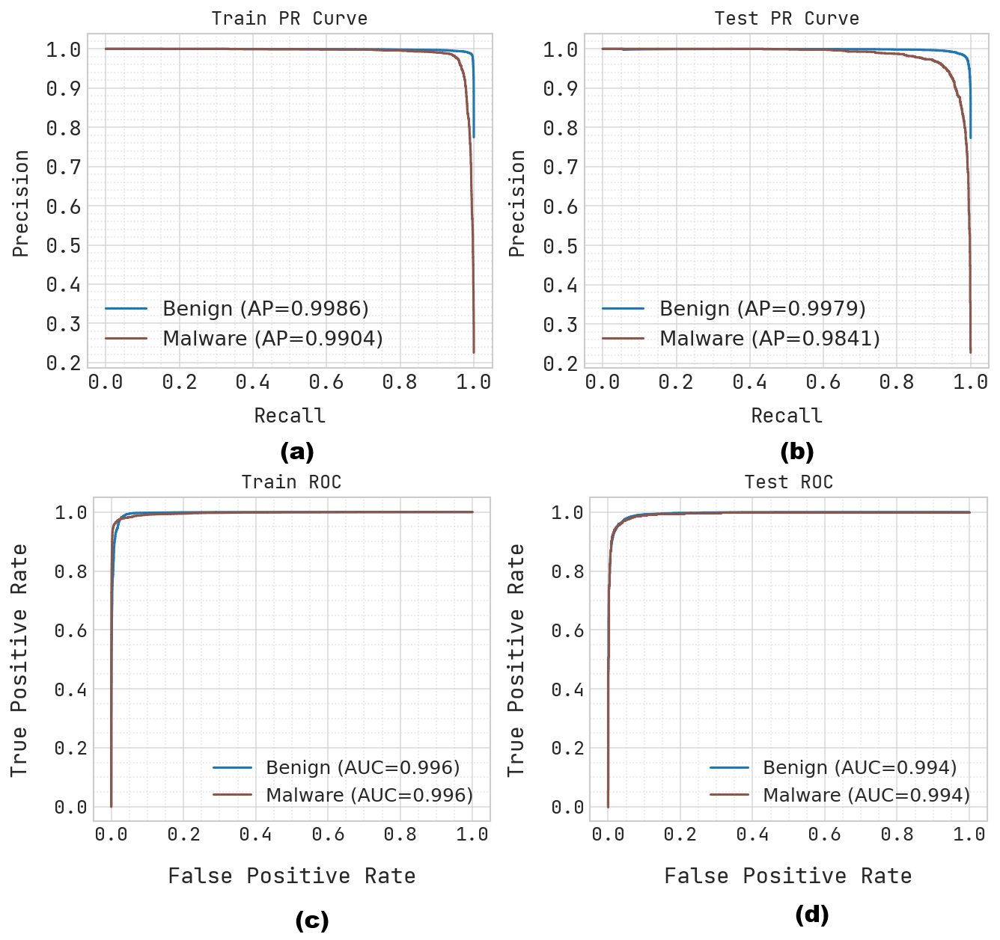 Train PR Curve
1.0
0.9
0.8
0.7
0.6
0.5
0.4
0.3
0.2
Precision
Benign (AP=0.9986)
Malware (AP=0.9904)
0.0 0.2 0.4 0.6 0.8 1.0
Recall
(a)
Test PR Curve
1.0
0.9
0.8
0.7
0.6
0.5
0.4
0.3
0.2
Precision
Benign (AP=0.9979)
Malware (AP=0.9841)
0.0 0.2 0.4 0.6 0.8 1.0
Recall
(b)
Train ROC
1.0
0.8
0.6
0.4
0.2
0.0
True Positive Rate
Benign (AUC=0.996)
Malware (AUC=0.996)
0.0 0.2 0.4 0.6 0.8 1.0
False Positive Rate
(c)
Test ROC
1.0
0.8
0.6
0.4
0.2
0.0
True Positive Rate
Benign (AUC=0.994)
Malware (AUC=0.994)
0.0 0.2 0.4 0.6 0.8 1.0
False Positive Rate
(d)